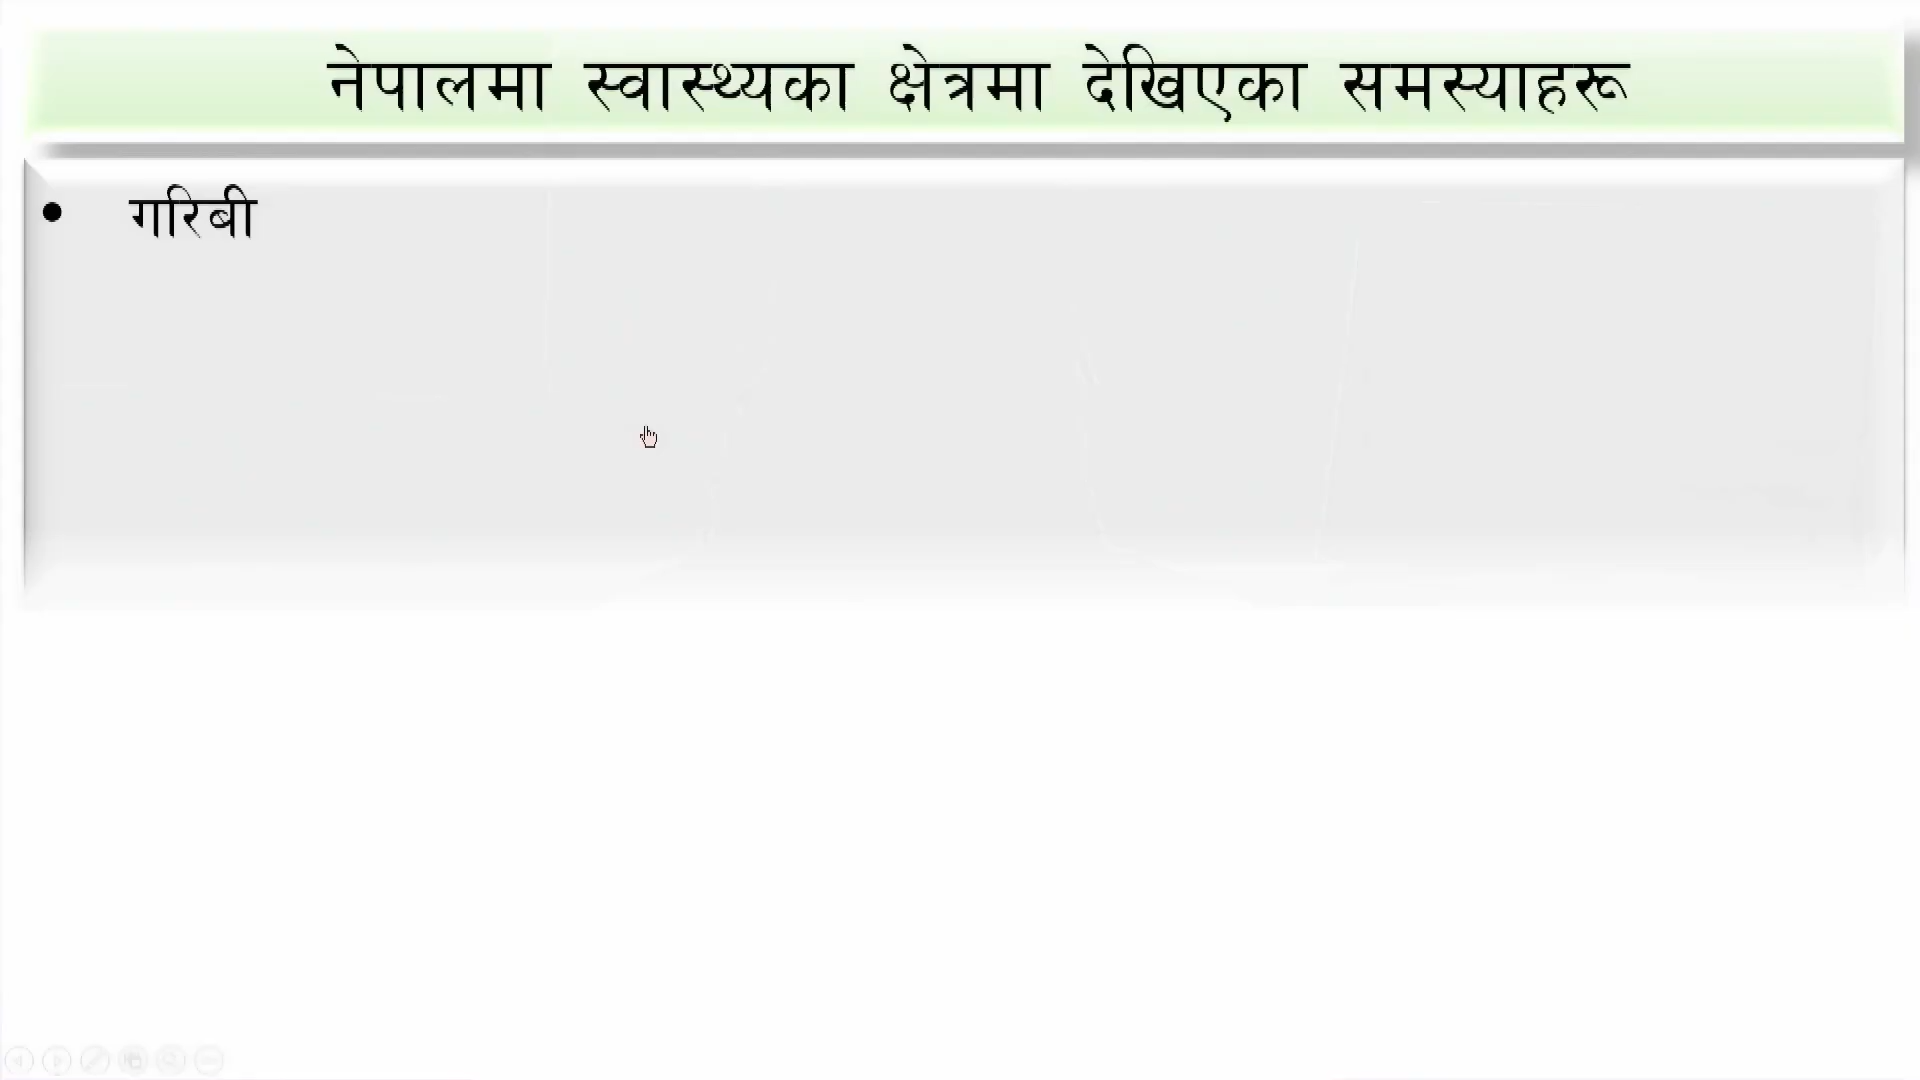 नेपालमा स्वास्थ्यका क्षेत्रमा देखिएका समस्याहरू
• गरिबी